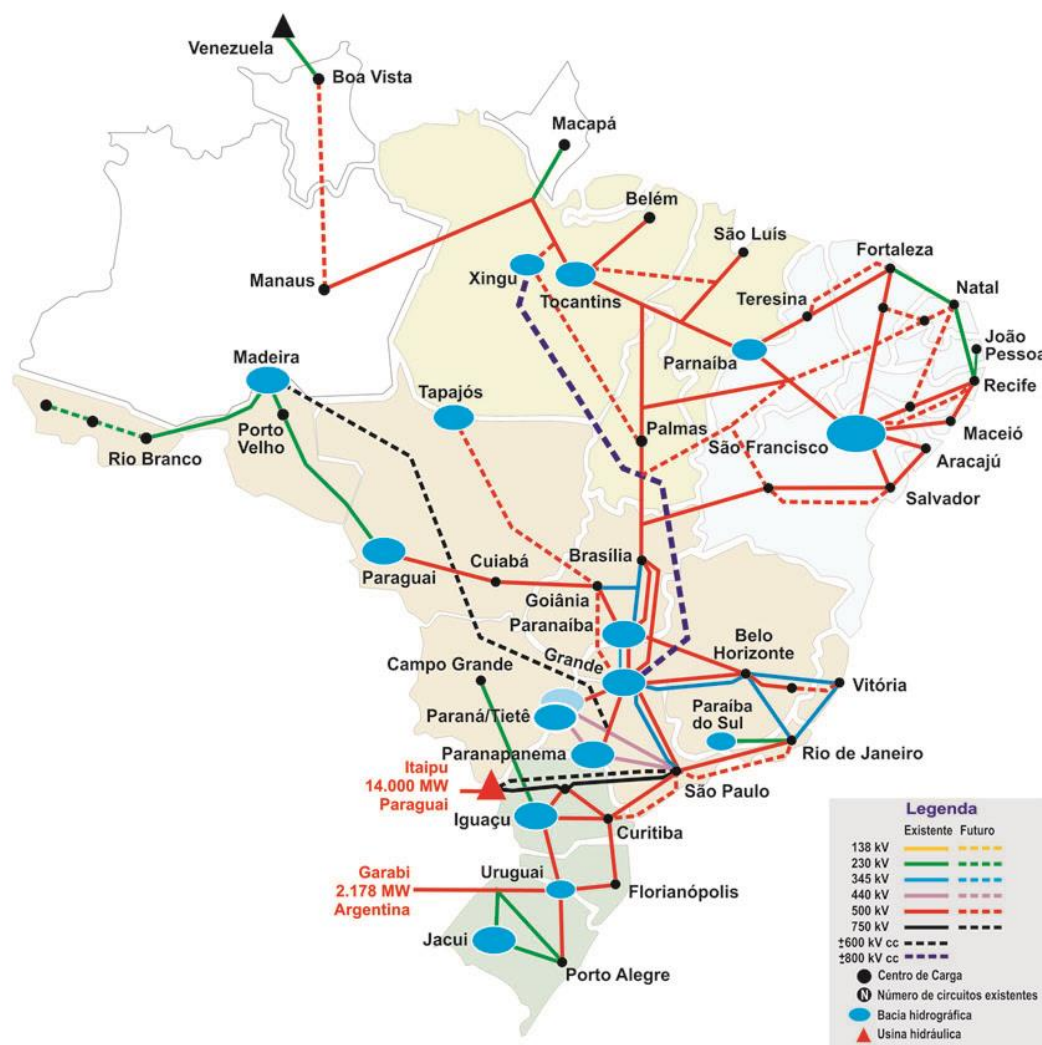 Venezuela
Boa Vista
Macapá
Belém
São Luís
Fortaleza
Manaus
Xingu
Tocantins
Teresina
Natal
João
Pessoa
Recife
Madeira
Tapajós
Parnaíba
Porto
Velho
Rio Branco
Palmas
São Francisco
Maceió
Aracajú
Salvador
Paraguai
Cuiabá
Brasília
Goiânia
Paranaíba
Grande
Belo
Horizonte
Campo Grande
Vitória
Paraná/Tietê
Paraíba
do Sul
Paranapanema
Rio de Janeiro
Itaipu
14.000 MW
Paraguai
São Paulo
Iguaçu
Curitiba
Garabi
2.178 MW
Argentina
Uruguai
Florianópolis
Jacui
Porto Alegre
Legenda
Existente Futuro
138 kV
230 kV
345 kV
440 kV
500 kV
750 kV
±600 kV cc
±800 kV cc
Centro de Carga
N Número de circuitos existentes
Bacia hidrográfica
Usina hidráulica